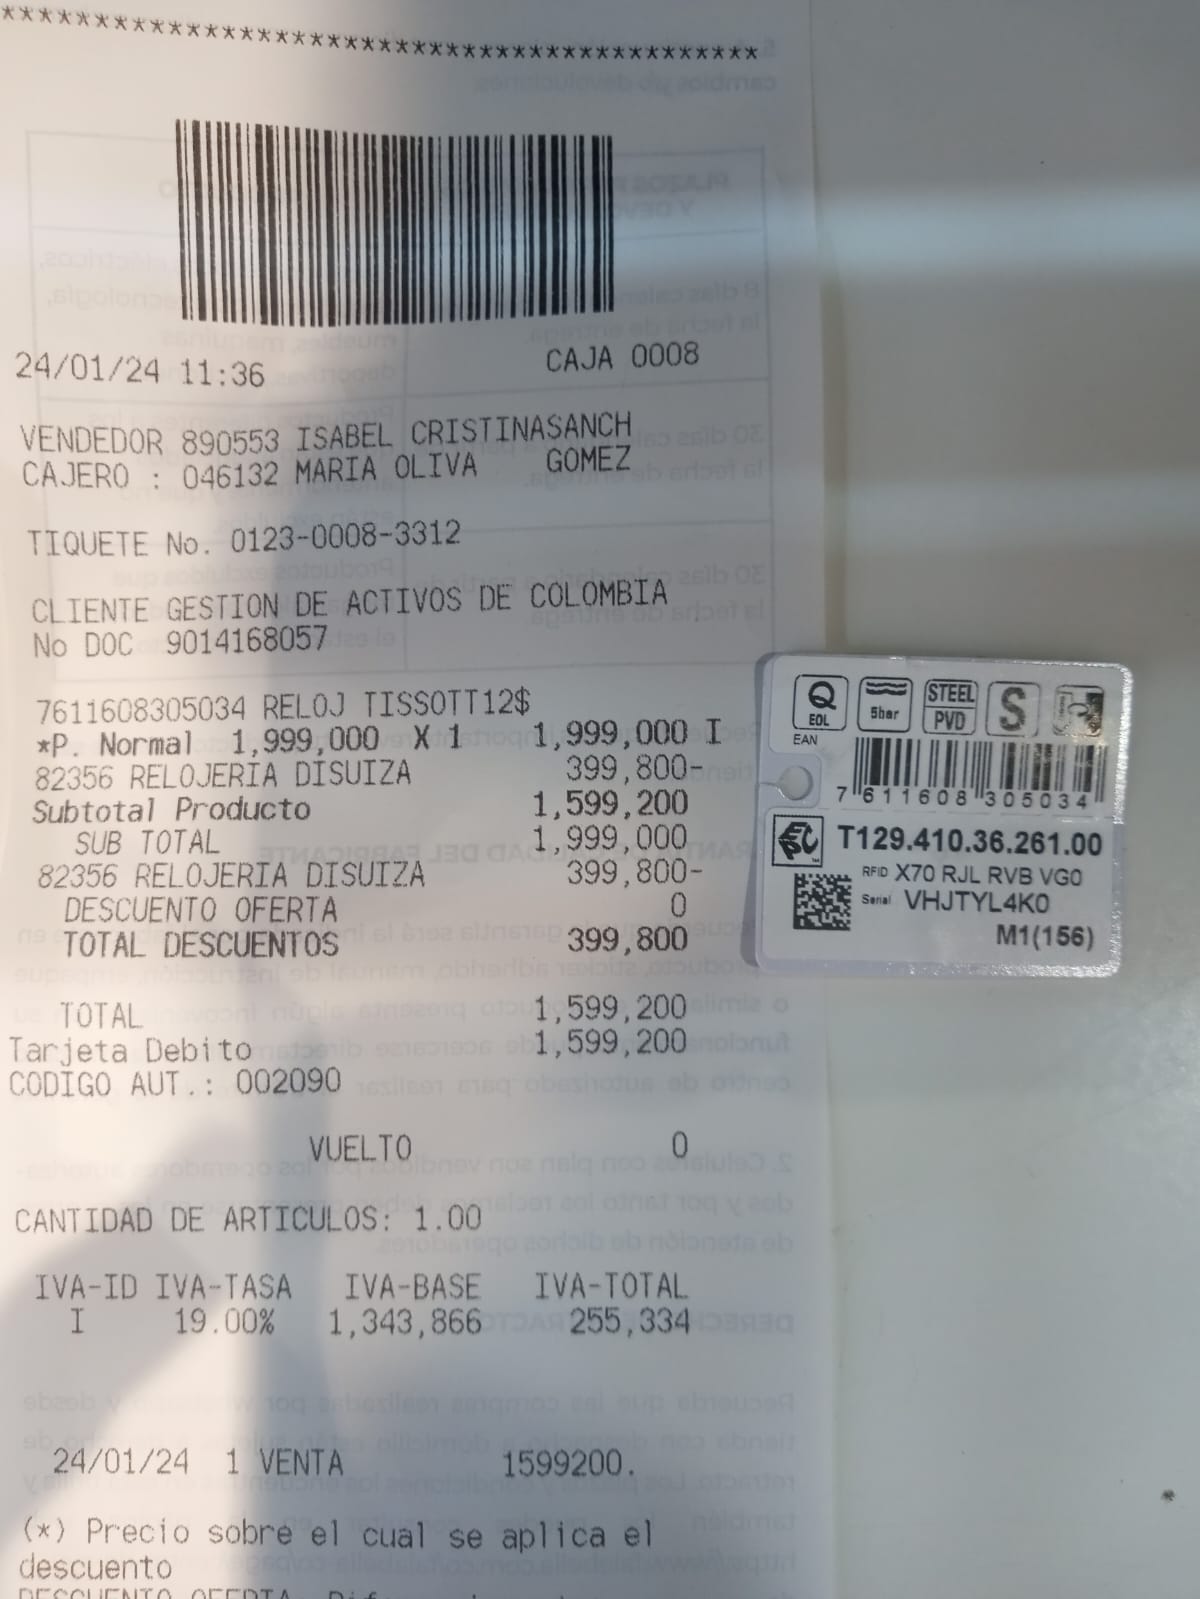 ********************************************
24/01/24 11:36 CAJA 0008
VENDEDOR 890553 ISABEL CRISTINASANCH
CAJERO : 046132 MARIA OLIVA GOMEZ
TIQUETE No. 0123-0008-3312
CLIENTE GESTION DE ACTIVOS DE COLOMBIA
No DOC 9014168057
7611608305034 RELOJ TISSOTT12$
*P. Normal 1,999,000 X 1 1,999,000 I
82356 RELOJERIA DISUIZA 399,800-
Subtotal Producto 1,599,200
SUB TOTAL 1,999,000
82356 RELOJERIA DISUIZA 399,800-
DESCUENTO OFERTA 0
TOTAL DESCUENTOS 399,800
TOTAL 1,599,200
Tarjeta Debito 1,599,200
CODIGO AUT.: 002090
VUELTO 0
CANTIDAD DE ARTICULOS: 1.00
IVA-ID IVA-TASA IVA-BASE IVA-TOTAL
I 19.00% 1,343,866 255,334
24/01/24 1 VENTA 1599200.
(*) Precio sobre el cual se aplica el
descuento
DESCUENTO OFERTA
Q EOL 5bar STEEL PVD S
EAN
7 611608 305034
T129.410.36.261.00
RFID X70 RJL RVB VG0
Serial VHJTYL4K0
M1(156)